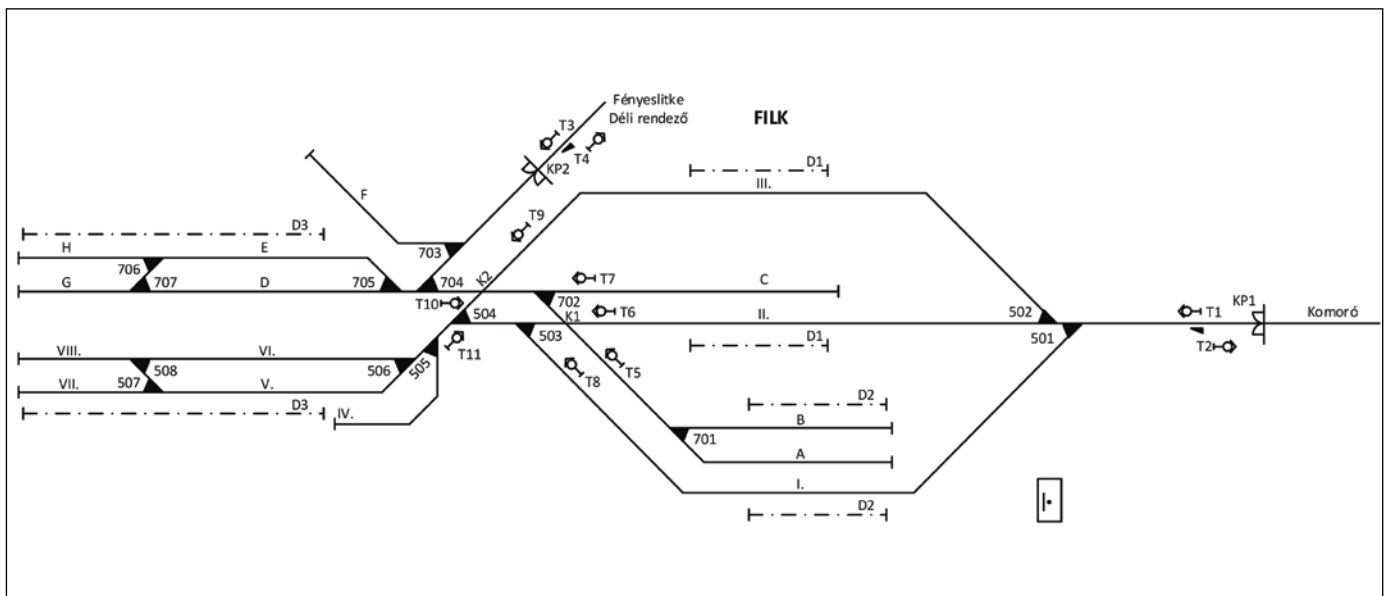 Fényeslitke
Déli rendező
FILK
T3
T4
KP2
D1
III.
F
T9
D3
703
H
E
706
707
705
704
K2
G
D
T7
C
T10
702
504
K1
T6
II.
502
T1
KP1
Komoró
501
T2
503
D1
T11
T8
T5
VIII.
VI.
508
506
505
507
VII.
V.
D3
IV.
D2
B
701
A
I.
D2